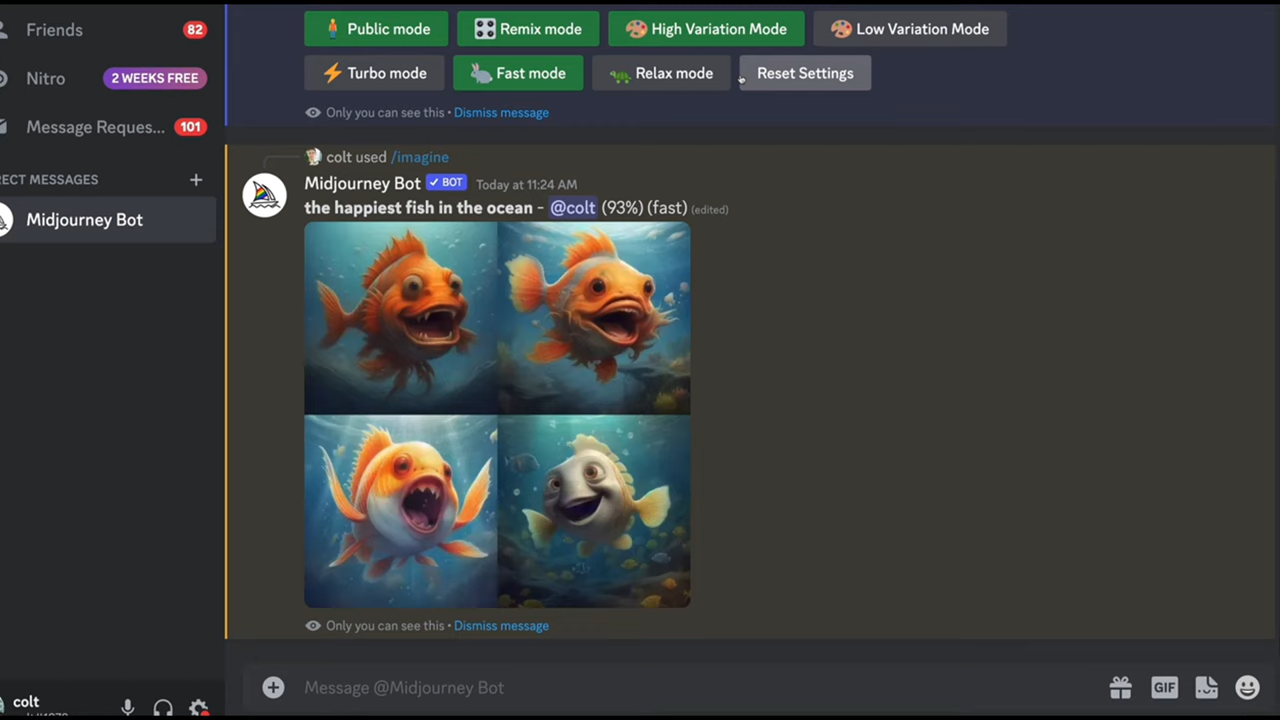 Friends 82
Nitro 2 WEEKS FREE
Message Reques... 101
RECT MESSAGES +
Midjourney Bot
colt
Public mode Remix mode High Variation Mode Low Variation Mode
Turbo mode Fast mode Relax mode Reset Settings
Only you can see this • Dismiss message
colt used /imagine
Midjourney Bot ✓ BOT Today at 11:24 AM
the happiest fish in the ocean - @colt (93%) (fast) (edited)
Only you can see this • Dismiss message
Message @Midjourney Bot
GIF